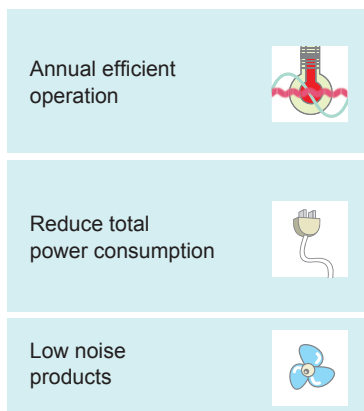 Annual efficient
operation
Reduce total
power consumption
Low noise
products